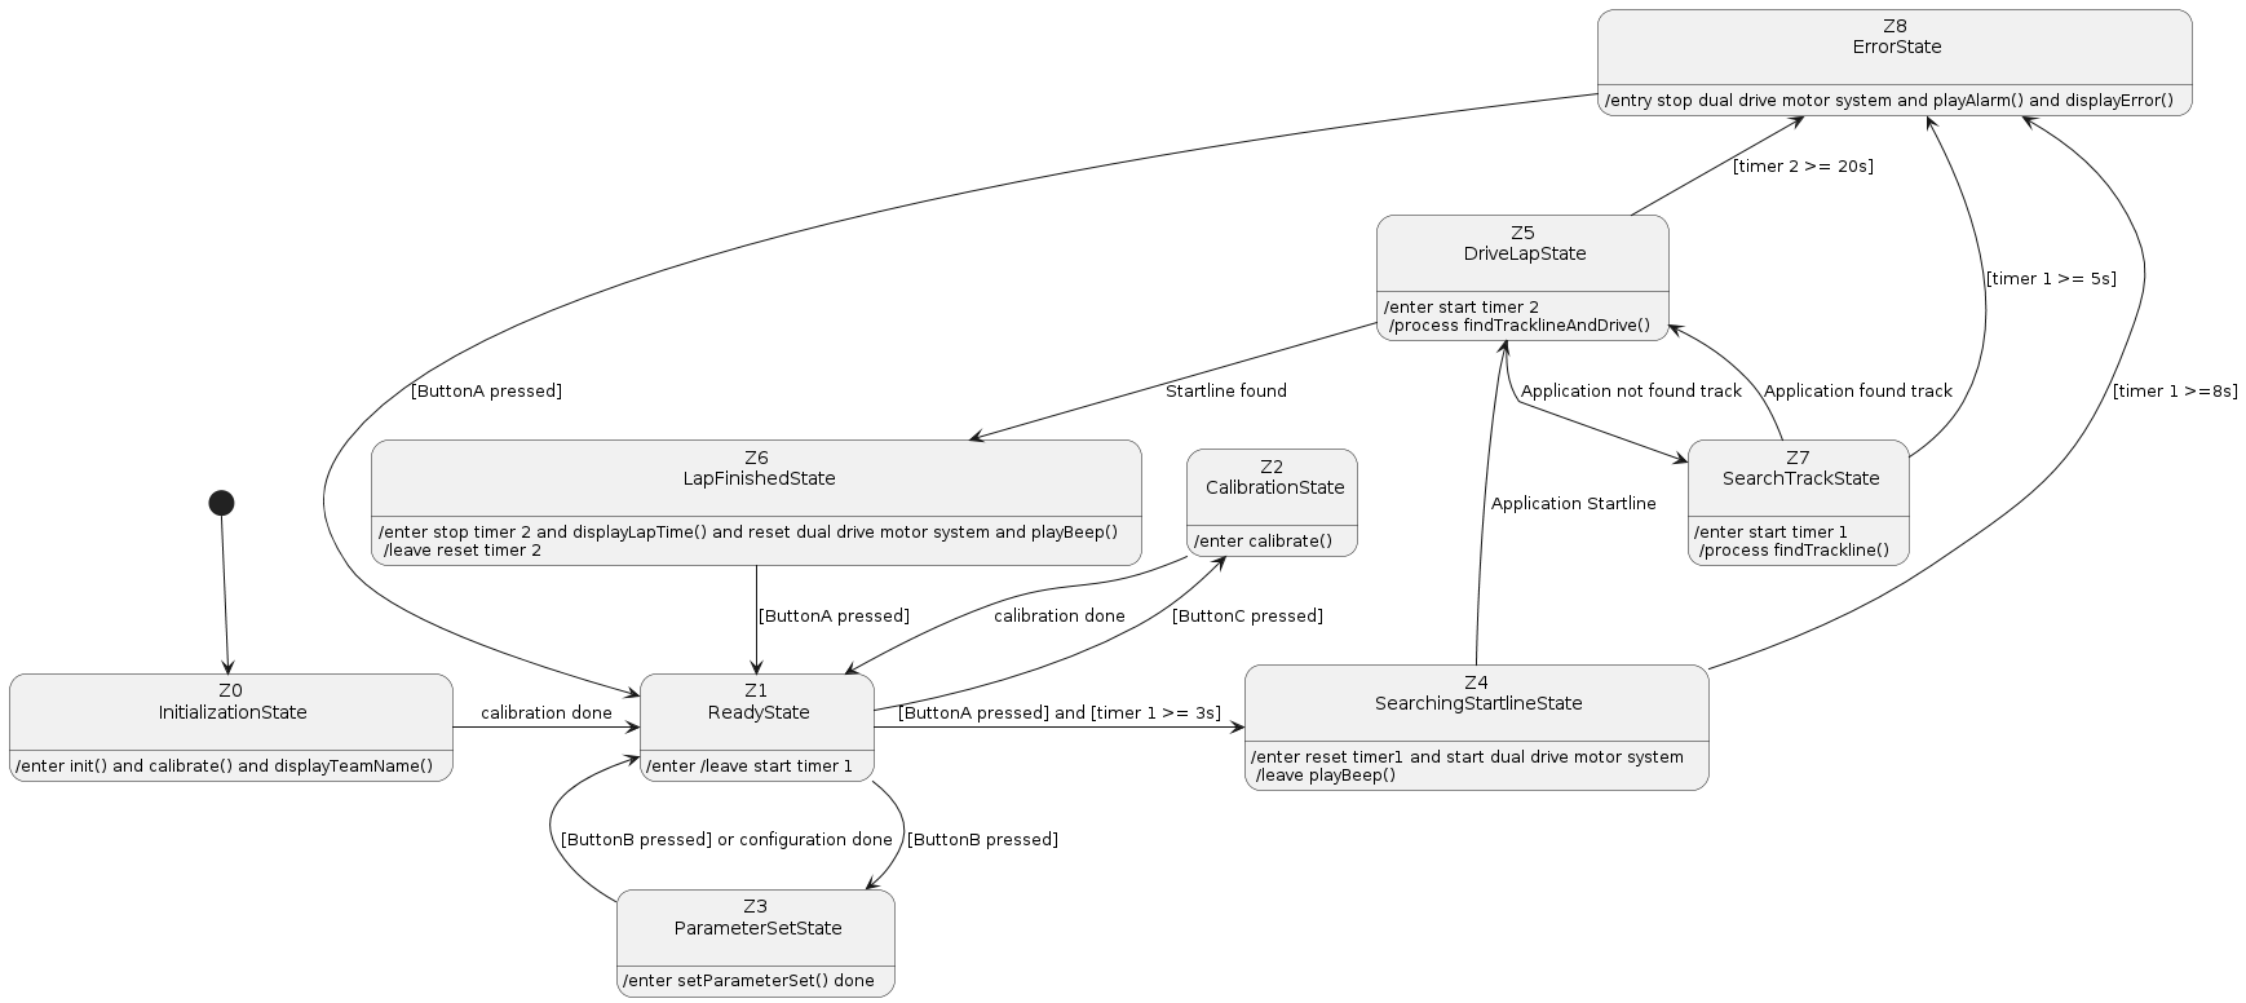 Z8
ErrorState
/entry stop dual drive motor system and playAlarm() and displayError()
[timer 2 >= 20s]
Z5
DriveLapState
/enter start timer 2
/process findTracklineAndDrive()
[timer 1 >= 5s]
[ButtonA pressed]
Startline found
Application not found track
Application found track
[timer 1 >=8s]
Z6
LapFinishedState
/enter stop timer 2 and displayLapTime() and reset dual drive motor system and playBeep()
/leave reset timer 2
Z2
CalibrationState
/enter calibrate()
Z7
SearchTrackState
/enter start timer 1
/process findTrackline()
Application Startline
[ButtonA pressed]
calibration done
[ButtonC pressed]
Z0
InitializationState
/enter init() and calibrate() and displayTeamName()
calibration done
Z1
ReadyState
/enter /leave start timer 1
[ButtonA pressed] and [timer 1 >= 3s]
Z4
SearchingStartlineState
/enter reset timer1 and start dual drive motor system
/leave playBeep()
[ButtonB pressed] or configuration done
[ButtonB pressed]
Z3
ParameterSetState
/enter setParameterSet() done